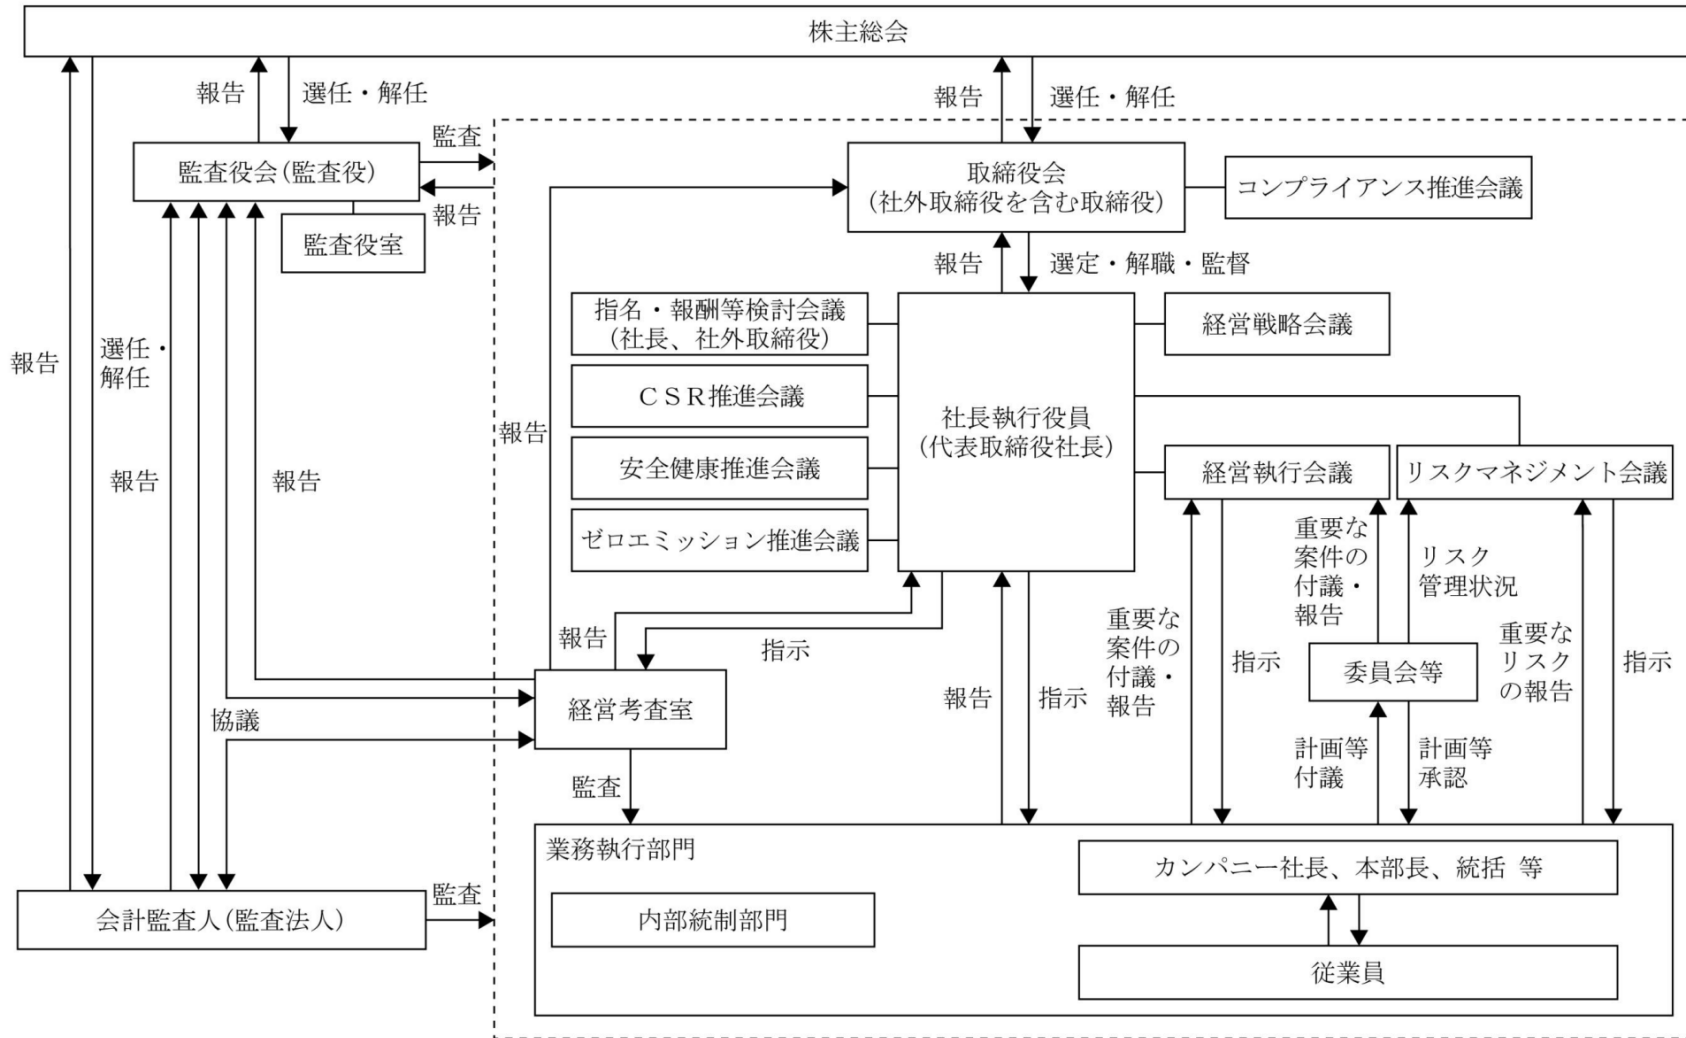 株主総会
報告
選任・解任
報告
選任・解任
監査
監査役会(監査役)
報告
監査役室
取締役会
(社外取締役を含む取締役)
コンプライアンス推進会議
報告
選定・解職・監督
指名・報酬等検討会議
(社長、社外取締役)
経営戦略会議
報告
選任・
解任
CSR推進会議
社長執行役員
(代表取締役社長)
報告
安全健康推進会議
経営執行会議
リスクマネジメント会議
報告
報告
ゼロエミッション推進会議
重要な
案件の
付議・
報告
リスク
管理状況
報告
指示
重要な
案件の
付議・
報告
指示
委員会等
重要な
リスク
の報告
指示
経営考査室
報告
指示
協議
計画等
付議
計画等
承認
監査
業務執行部門
カンパニー社長、本部長、統括 等
会計監査人(監査法人)
監査
内部統制部門
従業員